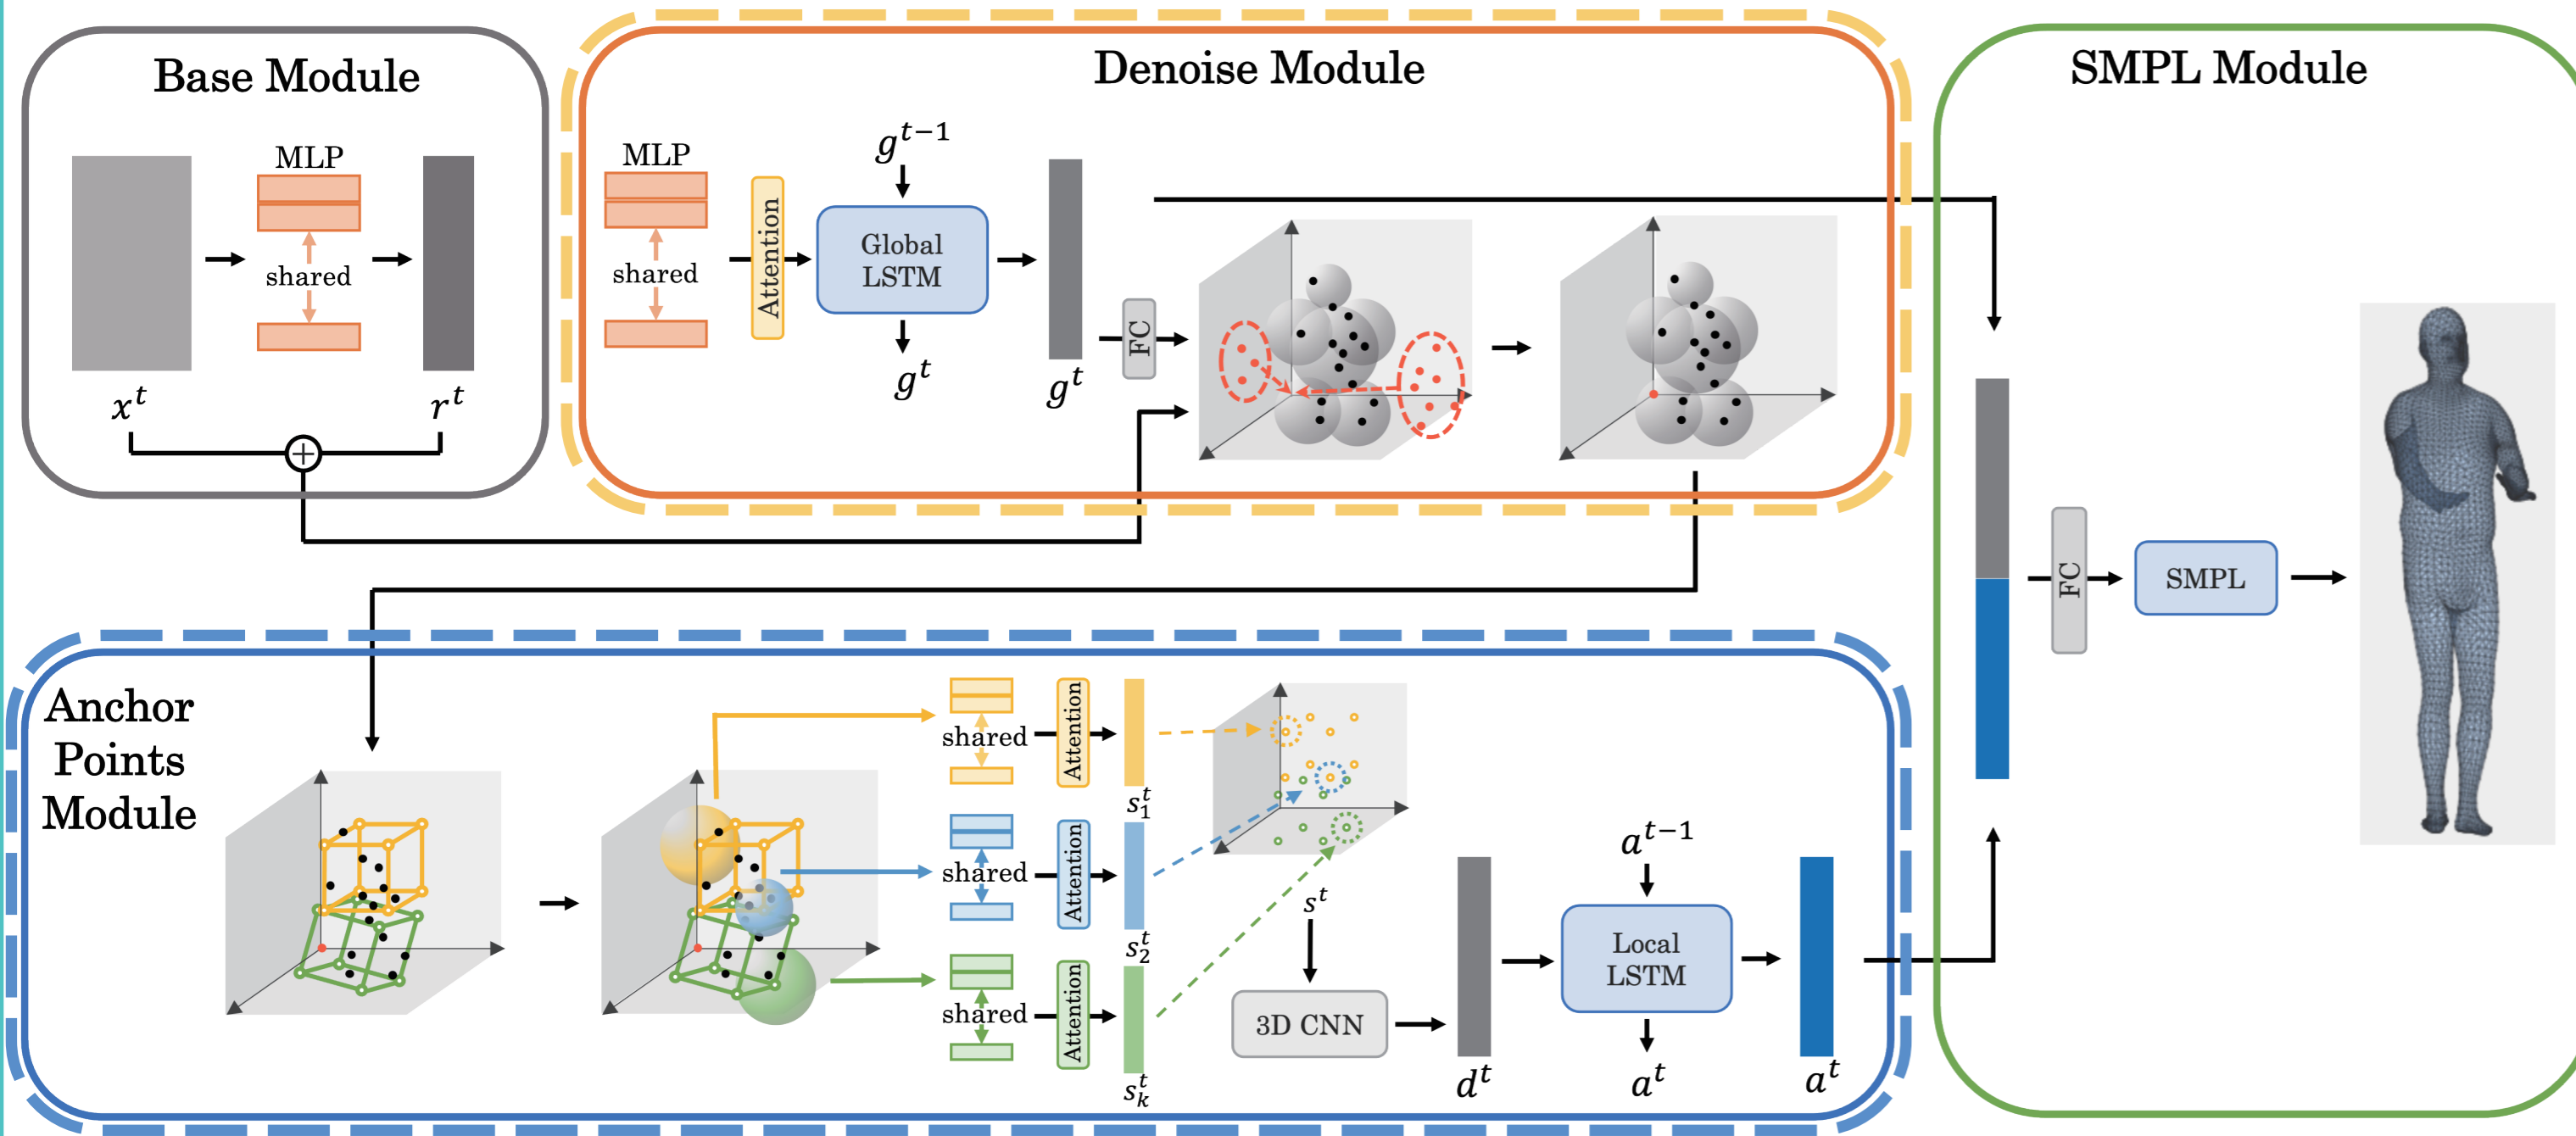 Base Module
MLP
shared
x^t
r^t
+
Denoise Module
MLP
shared
Attention
g^{t-1}
Global
LSTM
g^t
g^t
FC
SMPL Module
FC
SMPL
Anchor
Points
Module
shared
Attention
s_1^t
shared
Attention
s_2^t
shared
Attention
s_k^t
s^t
3D CNN
d^t
a^{t-1}
Local
LSTM
a^t
a^t